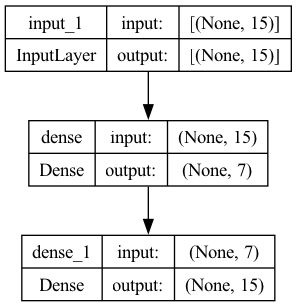 input_1 input: [(None, 15)]
InputLayer output: [(None, 15)]
dense input: (None, 15)
Dense output: (None, 7)
dense_1 input: (None, 7)
Dense output: (None, 15)